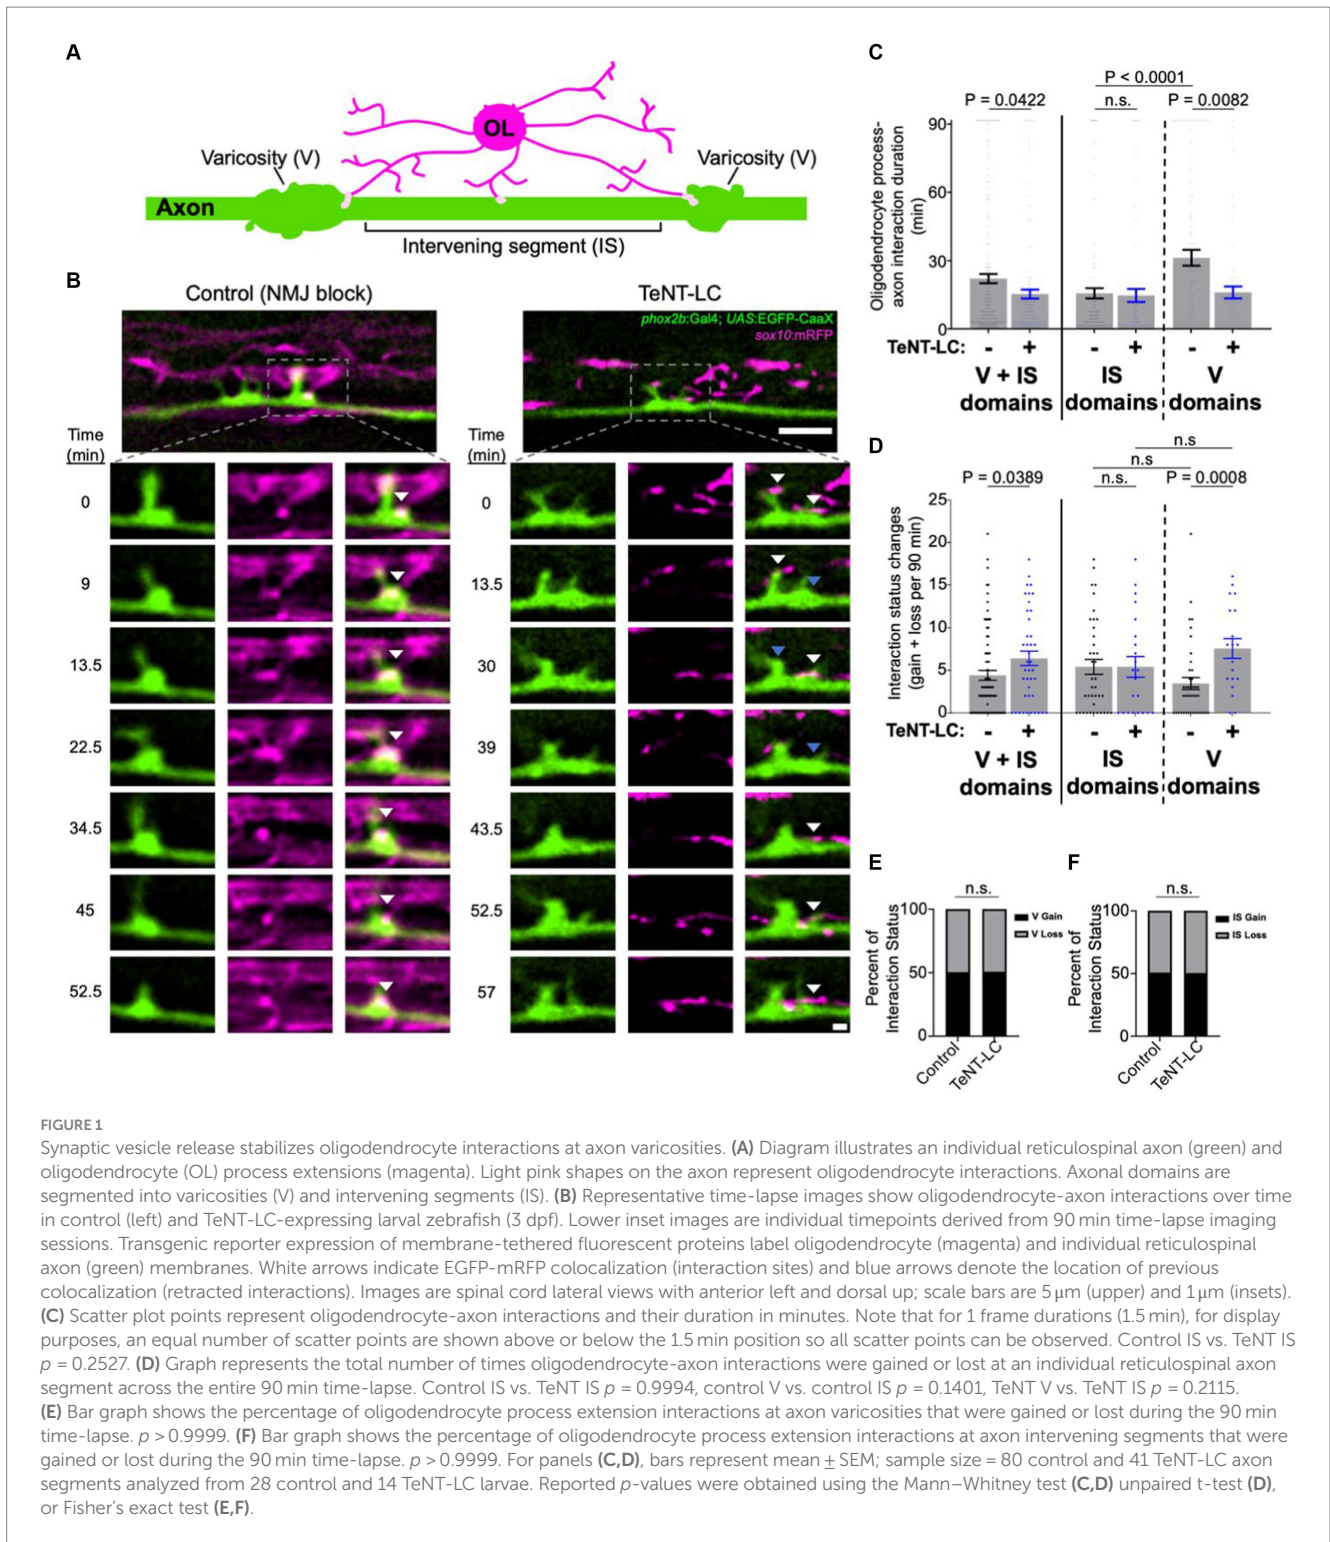 A
OL
Varicosity (V)
Varicosity (V)
Axon
Intervening segment (IS)
B
Control (NMJ block)
TeNT-LC
phox2b:Gal4; UAS:EGFP-CaaX
sox10:mRFP
Time
(min)
0
9
13.5
22.5
34.5
45
52.5
Time
(min)
0
13.5
30
39
43.5
52.5
57
C
P < 0.0001
P = 0.0422
n.s.
P = 0.0082
Oligodendrocyte process-
axon interaction duration
(min)
90
60
30
0
TeNT-LC: - + - + - +
V + IS domains
IS domains
V domains
D
n.s
n.s
P = 0.0389
n.s.
P = 0.0008
Interaction status changes
(gain + loss per 90 min)
25
20
15
10
5
0
TeNT-LC: - + - + - +
V + IS domains
IS domains
V domains
E
n.s.
Percent of
Interaction Status
100
50
0
V Gain
V Loss
Control
TeNT-LC
F
n.s.
Percent of
Interaction Status
100
50
0
IS Gain
IS Loss
Control
TeNT-LC
FIGURE 1
Synaptic vesicle release stabilizes oligodendrocyte interactions at axon varicosities. (A) Diagram illustrates an individual reticulospinal axon (green) and
oligodendrocyte (OL) process extensions (magenta). Light pink shapes on the axon represent oligodendrocyte interactions. Axonal domains are
segmented into varicosities (V) and intervening segments (IS). (B) Representative time-lapse images show oligodendrocyte-axon interactions over time
in control (left) and TeNT-LC-expressing larval zebrafish (3 dpf). Lower inset images are individual timepoints derived from 90 min time-lapse imaging
sessions. Transgenic reporter expression of membrane-tethered fluorescent proteins label oligodendrocyte (magenta) and individual reticulospinal
axon (green) membranes. White arrows indicate EGFP-mRFP colocalization (interaction sites) and blue arrows denote the location of previous
colocalization (retracted interactions). Images are spinal cord lateral views with anterior left and dorsal up; scale bars are 5 μm (upper) and 1 μm (insets).
(C) Scatter plot points represent oligodendrocyte-axon interactions and their duration in minutes. Note that for 1 frame durations (1.5 min), for display
purposes, an equal number of scatter points are shown above or below the 1.5 min position so all scatter points can be observed. Control IS vs. TeNT IS
p = 0.2527. (D) Graph represents the total number of times oligodendrocyte-axon interactions were gained or lost at an individual reticulospinal axon
segment across the entire 90 min time-lapse. Control IS vs. TeNT IS p = 0.9994, control V vs. control IS p = 0.1401, TeNT V vs. TeNT IS p = 0.2115.
(E) Bar graph shows the percentage of oligodendrocyte process extension interactions at axon varicosities that were gained or lost during the 90 min
time-lapse. p > 0.9999. (F) Bar graph shows the percentage of oligodendrocyte process extension interactions at axon intervening segments that were
gained or lost during the 90 min time-lapse. p > 0.9999. For panels (C,D), bars represent mean ± SEM; sample size = 80 control and 41 TeNT-LC axon
segments analyzed from 28 control and 14 TeNT-LC larvae. Reported p-values were obtained using the Mann–Whitney test (C,D) unpaired t-test (D),
or Fisher's exact test (E,F).